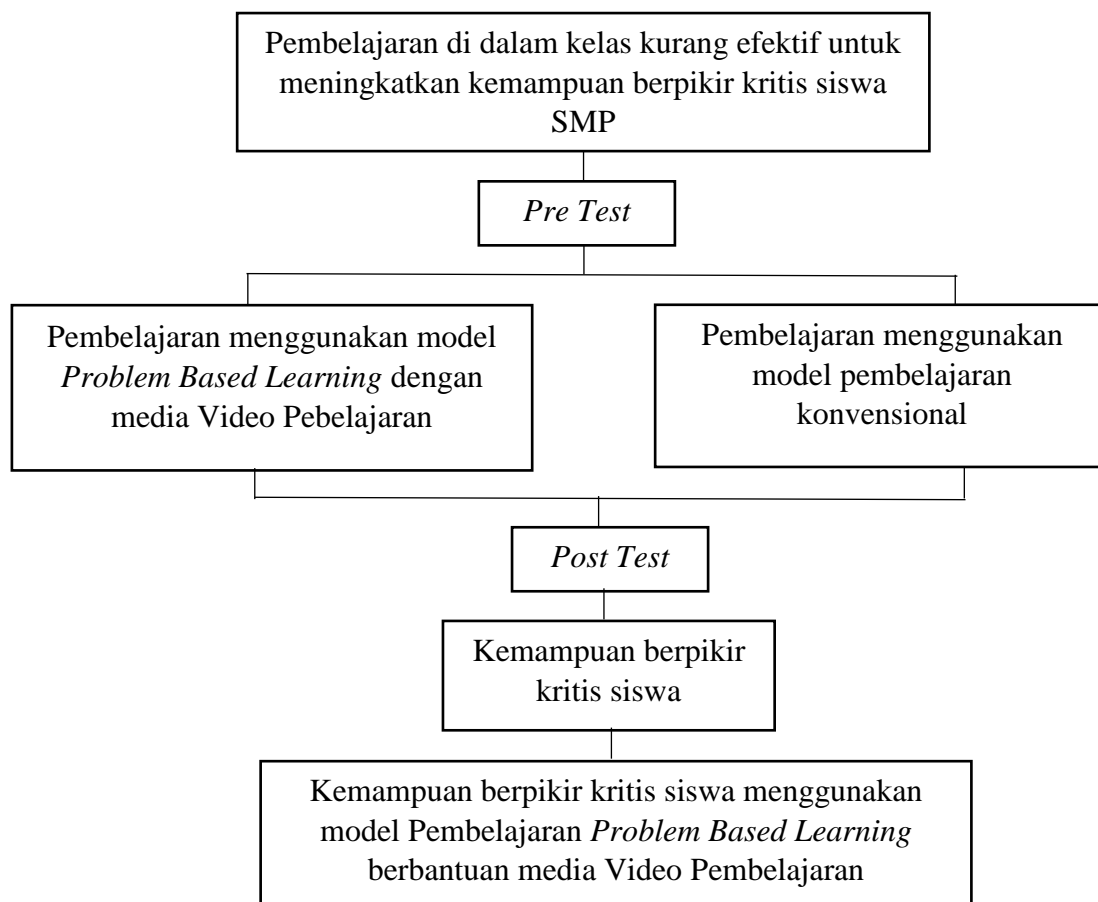 Pembelajaran di dalam kelas kurang efektif untuk
meningkatkan kemampuan berpikir kritis siswa
SMP
Pre Test
Pembelajaran menggunakan model
Problem Based Learning dengan
media Video Pebelajaran
Pembelajaran menggunakan
model pembelajaran
konvensional
Post Test
Kemampuan berpikir
kritis siswa
Kemampuan berpikir kritis siswa menggunakan
model Pembelajaran Problem Based Learning
berbantuan media Video Pembelajaran